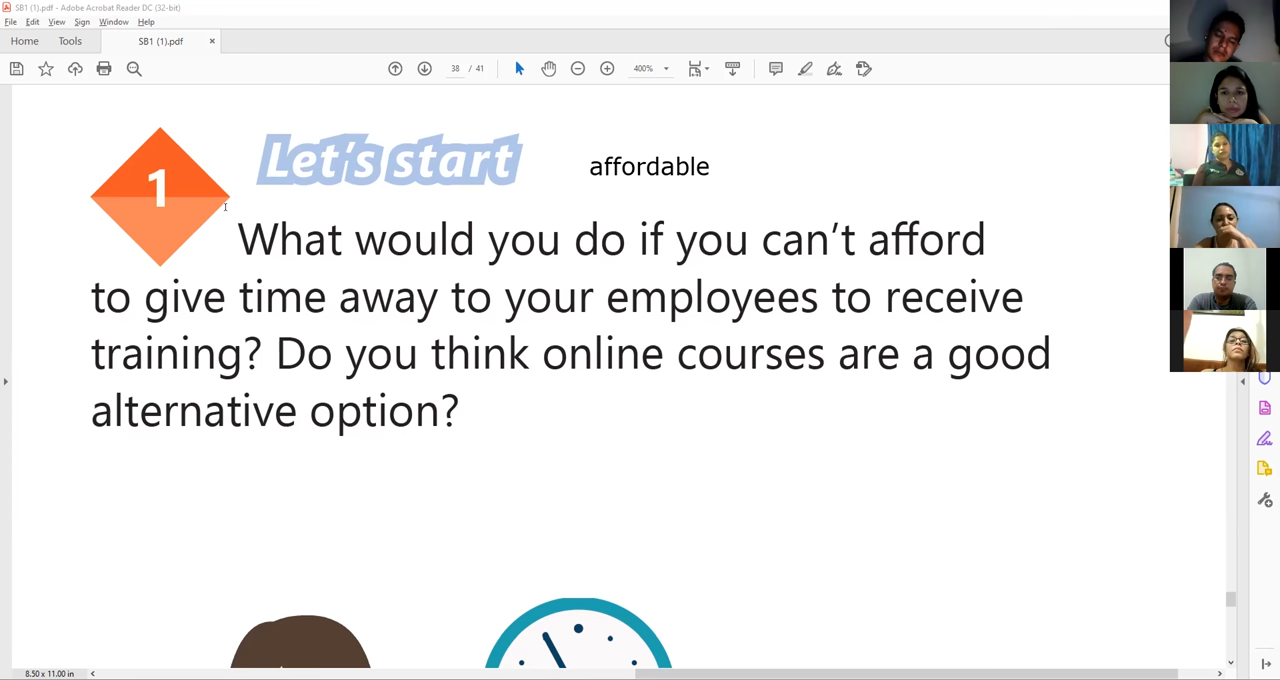 SB1 (1).pdf - Adobe Acrobat Reader DC (32-bit)
File Edit View Sign Window Help
Home Tools SB1 (1).pdf ×
38 / 41 400%
1 Let's start affordable
What would you do if you can't afford
to give time away to your employees to receive
training? Do you think online courses are a good
alternative option?
8.50 x 11.00 in